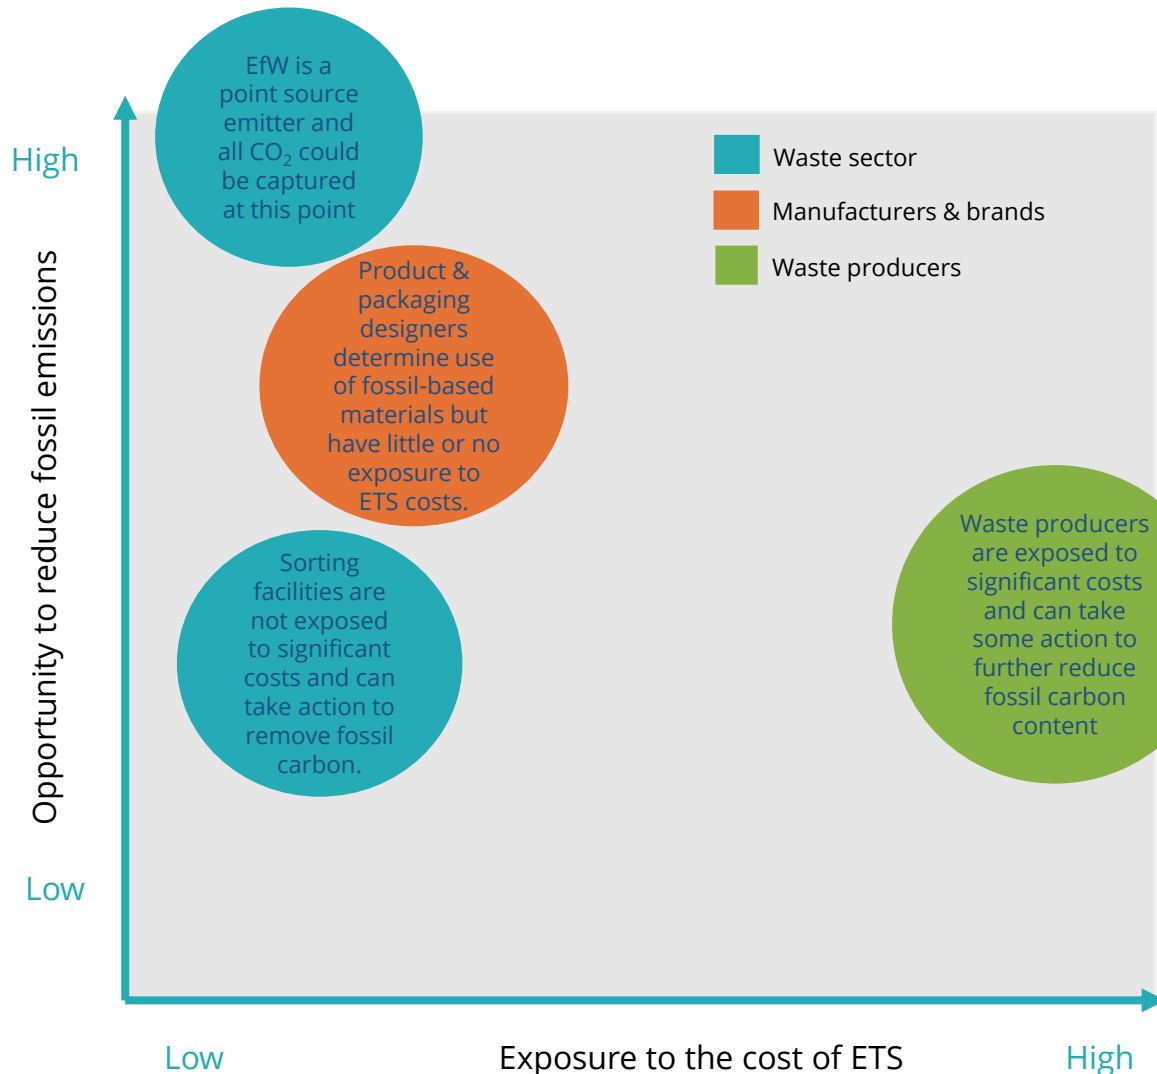 EfW is a
point source
emitter and
all CO₂ could
be captured
at this point
High
Waste sector
Manufacturers & brands
Waste producers
Opportunity to reduce fossil emissions
Product &
packaging
designers
determine use
of fossil-based
materials but
have little or no
exposure to
ETS costs.
Waste producers
are exposed to
significant costs
and can take
some action to
further reduce
fossil carbon
content
Sorting
facilities are
not exposed
to significant
costs and can
take action to
remove fossil
carbon.
Low
Low
Exposure to the cost of ETS
High